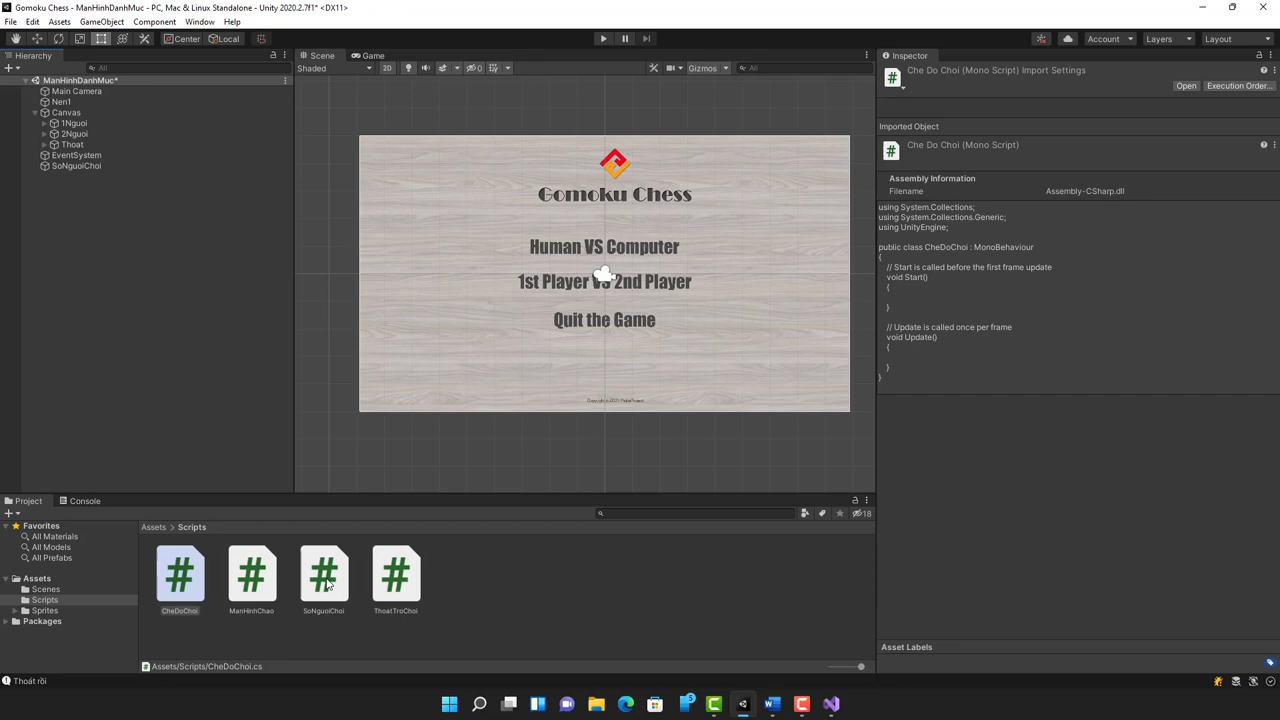 Gomoku Chess - ManHinhDanhMuc - PC, Mac & Linux Standalone - Unity 2020.2.7f1* <DX11>
File Edit Assets GameObject Component Window Help
Center Local Account Layers Layout
Hierarchy
All
ManHinhDanhMuc*
Main Camera
Nen1
Canvas
1Nguoi
2Nguoi
Thoat
EventSystem
SoNguoiChoi
Scene Game
Shaded 2D 0 Gizmos All
Gomoku Chess
Human VS Computer
1st Player VS 2nd Player
Quit the Game
Inspector
Che Do Choi (Mono Script) Import Settings
Open Execution Order...
Imported Object
Che Do Choi (Mono Script)
Assembly Information
Filename Assembly-CSharp.dll
using System.Collections;
using System.Collections.Generic;
using UnityEngine;
public class CheDoChoi : MonoBehaviour
{
// Start is called before the first frame update
void Start()
{
}
// Update is called once per frame
void Update()
{
}
}
Asset Labels
Project Console
18
Favorites
All Materials
All Models
All Prefabs
Assets
Scenes
Scripts
Sprites
Packages
Assets > Scripts
CheDoChoi ManHinhChao SoNguoiChoi ThoatTroChoi
Assets/Scripts/CheDoChoi.cs
Thoát rồi